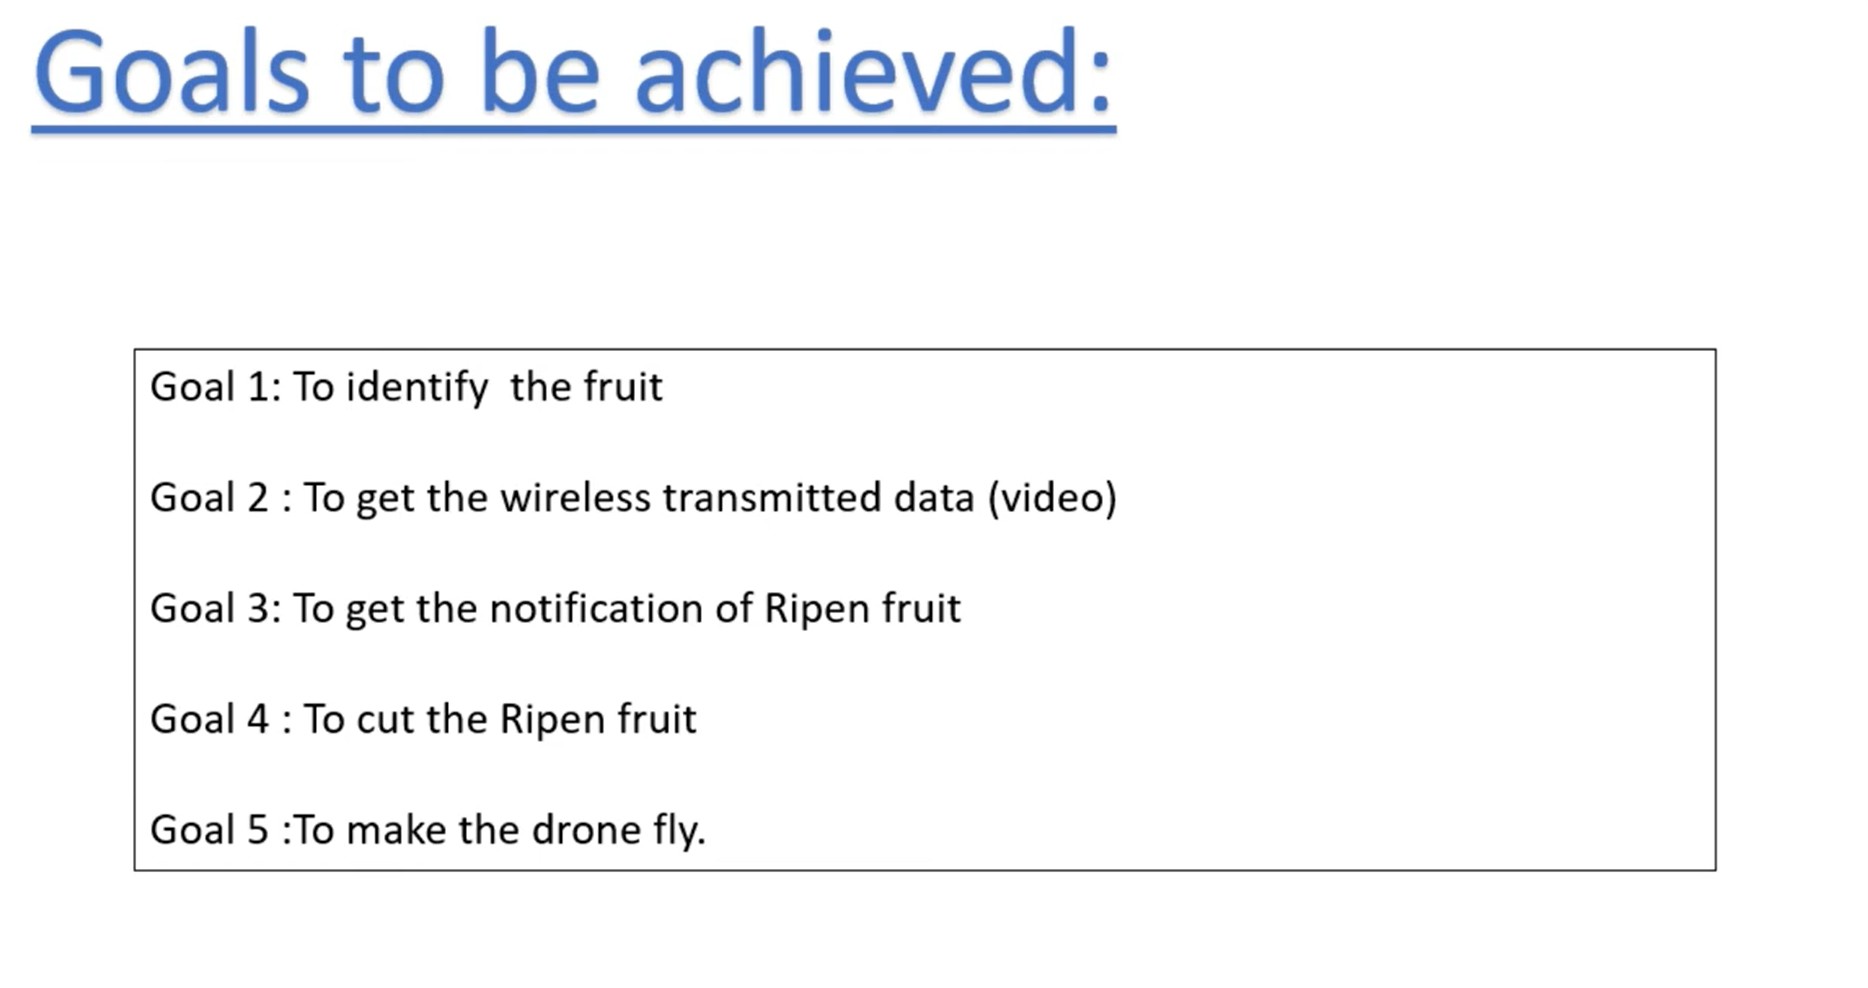 Goals to be achieved:
Goal 1: To identify  the fruit
Goal 2 : To get the wireless transmitted data (video)
Goal 3: To get the notification of Ripen fruit
Goal 4 : To cut the Ripen fruit
Goal 5 :To make the drone fly.